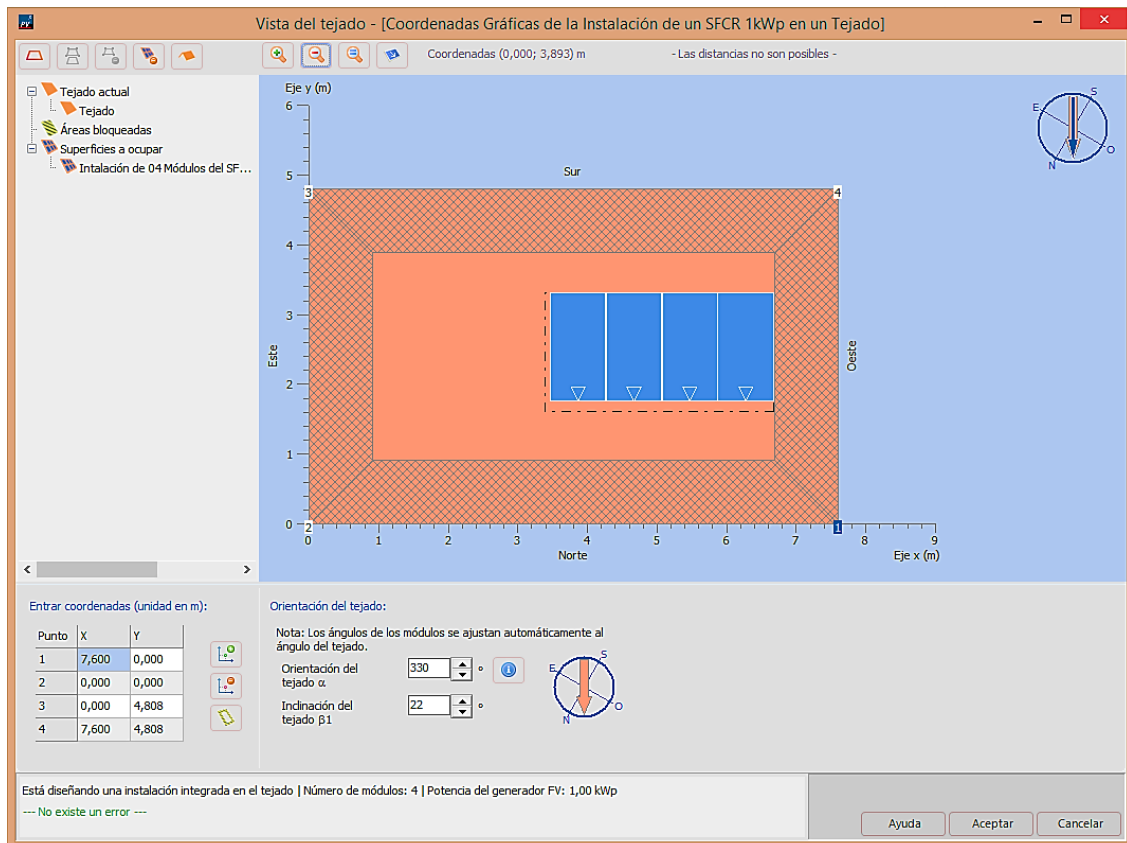 PV
Vista del tejado - [Coordenadas Gráficas de la Instalación de un SFCR 1kWp en un Tejado]
Coordenadas (0,000; 3,893) m
- Las distancias no son posibles -
Tejado actual
Tejado
Áreas bloqueadas
Superficies a ocupar
Intalación de 04 Módulos del SF...
Eje y (m)
6
5
4
3
2
1
0
Sur
Este
Oeste
3
4
2
1
0 1 2 3 4 5 6 7 8 9
Norte
Eje x (m)
E
S
N
O
Entrar coordenadas (unidad en m):
Punto X Y
1 7,600 0,000
2 0,000 0,000
3 0,000 4,808
4 7,600 4,808
Orientación del tejado:
Nota: Los ángulos de los módulos se ajustan automáticamente al
ángulo del tejado.
Orientación del
tejado α
330 °
Inclinación del
tejado β1
22 °
E
S
N
O
Está diseñando una instalación integrada en el tejado | Número de módulos: 4 | Potencia del generador FV: 1,00 kWp
--- No existe un error ---
Ayuda
Aceptar
Cancelar